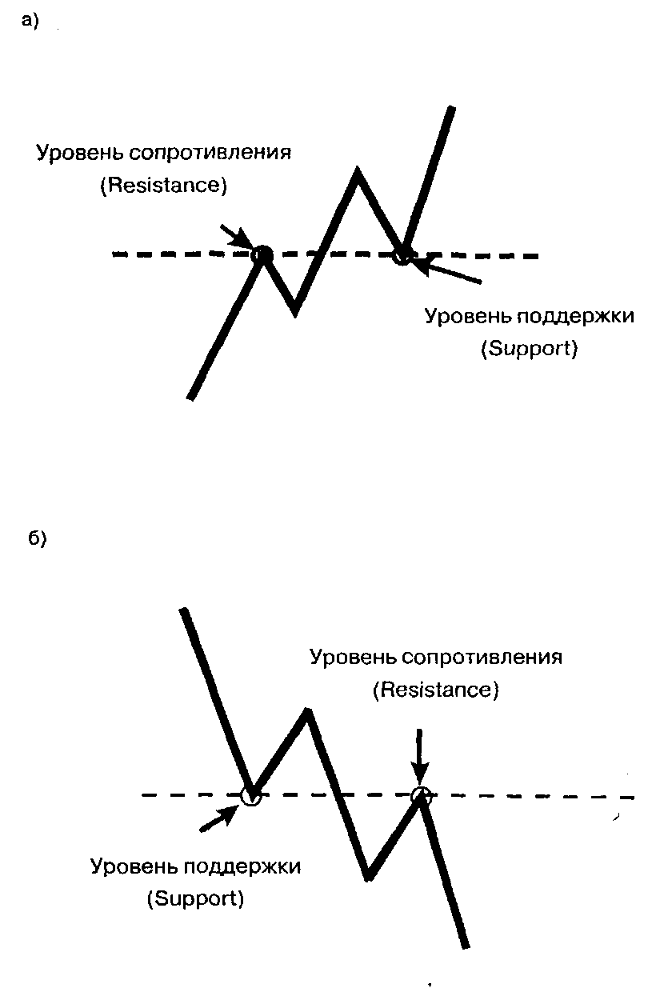 а)
Уровень сопротивления
(Resistance)
Уровень поддержки
(Support)
б)
Уровень сопротивления
(Resistance)
Уровень поддержки
(Support)